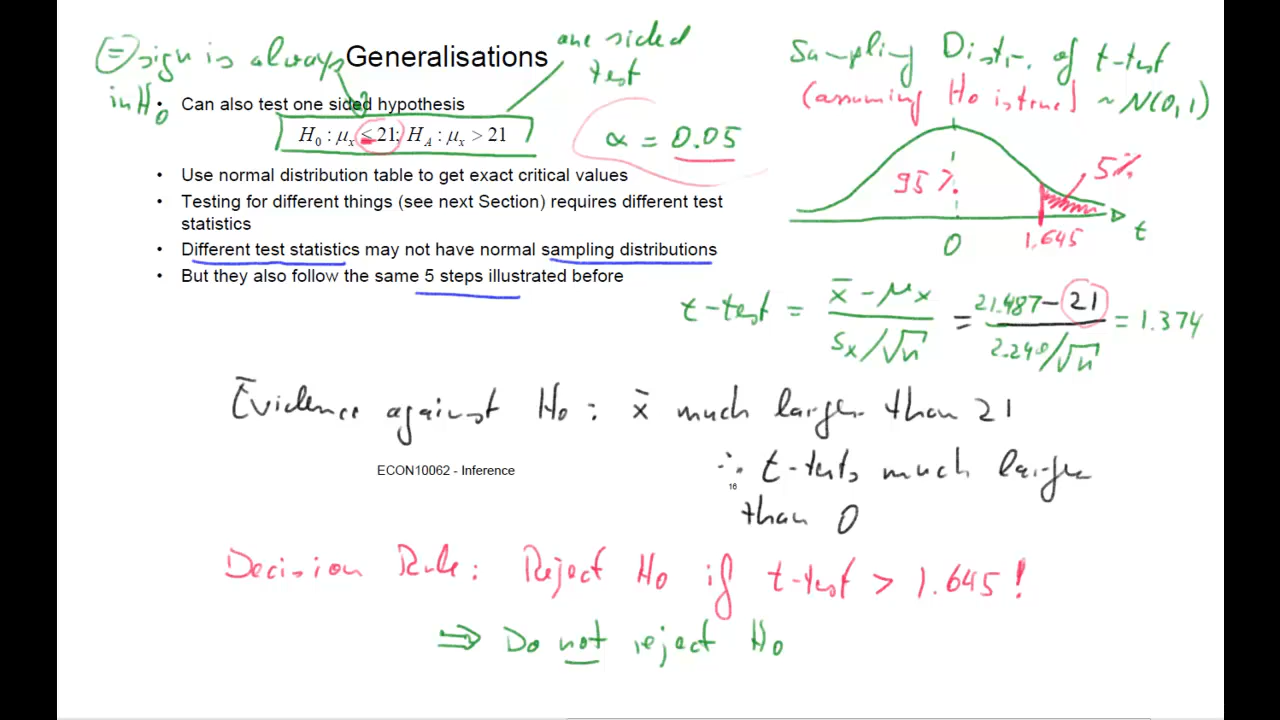 ⊜ sign is always
in H₀
Generalisations
one sided
test
• Can also test one sided hypothesis
H₀ : μₓ ≤ 21; H_A : μₓ > 21
α = 0.05
• Use normal distribution table to get exact critical values
• Testing for different things (see next Section) requires different test
statistics
• Different test statistics may not have normal sampling distributions
• But they also follow the same 5 steps illustrated before
Sampling Distr. of t-test
(assuming H₀ is true) ~ N(0,1)
95%
5%
0
1.645
t
t-test = (x̄ − μₓ) / (sₓ/√n) = (21.487 − 21) / (2.240/√n) = 1.374
Evidence against H₀ : x̄ much larger than 21
∴ t-tests much larger
than 0
ECON10062 - Inference
16
Decision Rule: Reject H₀ if t-test > 1.645 !
⇒ Do not reject H₀